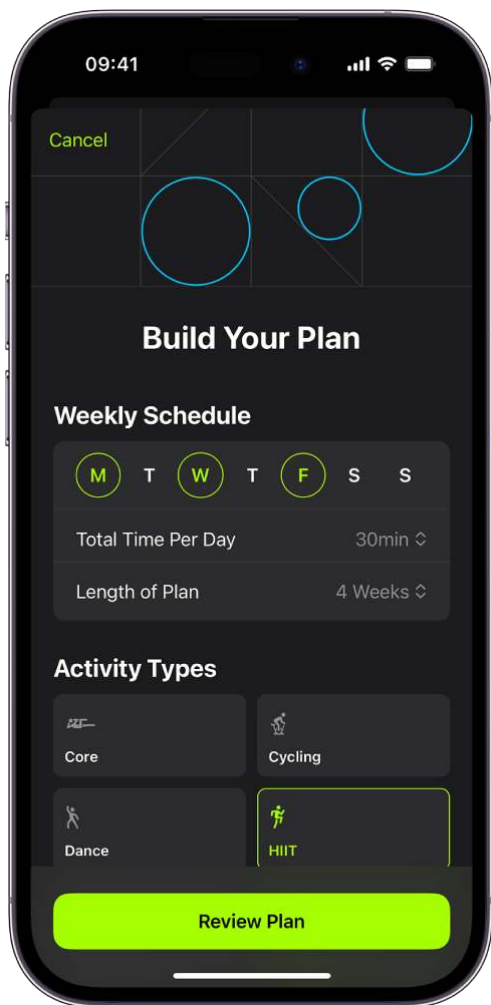 09:41
Cancel
Build Your Plan
Weekly Schedule
M T W T F S S
Total Time Per Day 30min
Length of Plan 4 Weeks
Activity Types
Core Cycling
Dance HIIT
Review Plan